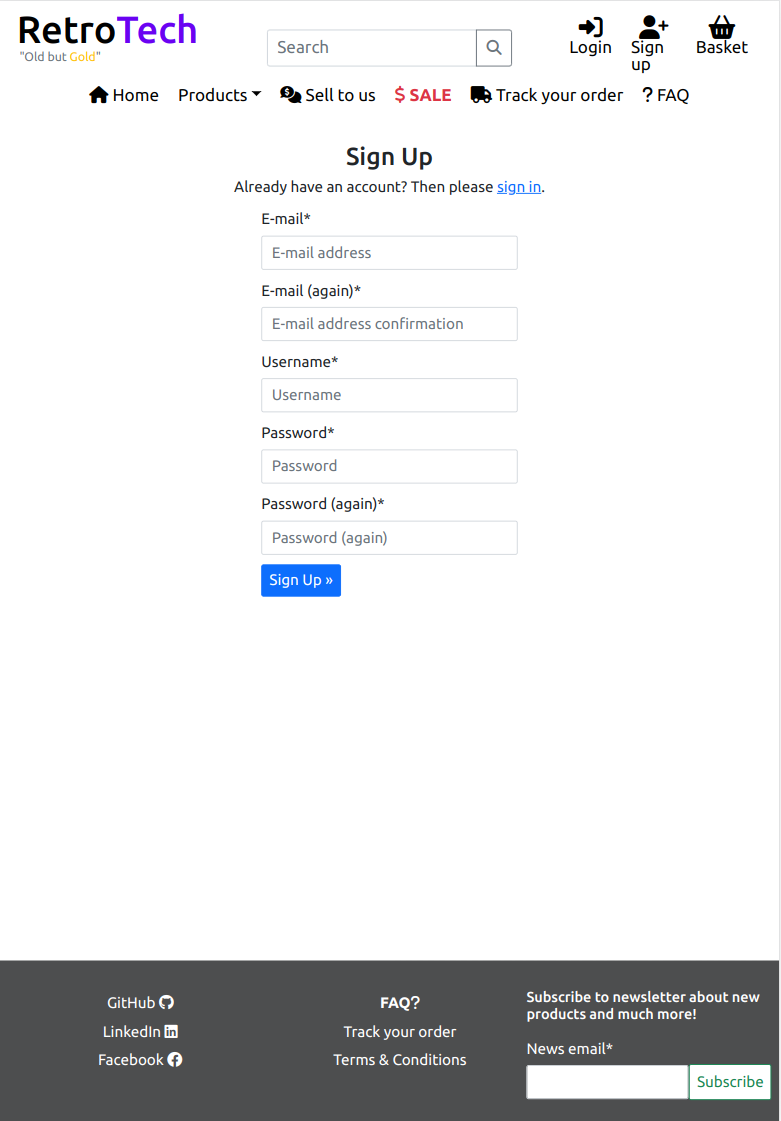 RetroTech
"Old but Gold"
Search
Login
Sign up
Basket
Home
Products
Sell to us
$ SALE
Track your order
? FAQ
Sign Up
Already have an account? Then please sign in.
E-mail*
E-mail address
E-mail (again)*
E-mail address confirmation
Username*
Username
Password*
Password
Password (again)*
Password (again)
Sign Up »
GitHub
LinkedIn
Facebook
FAQ?
Track your order
Terms & Conditions
Subscribe to newsletter about new
products and much more!
News email*
Subscribe